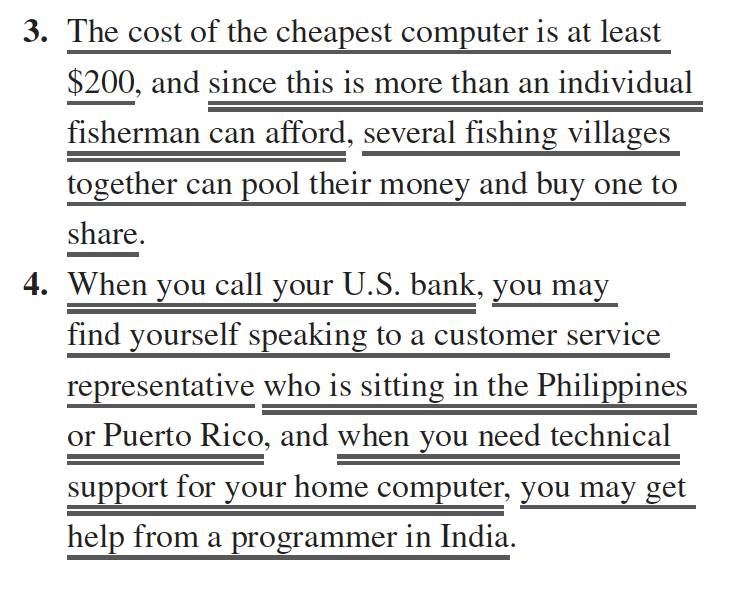 3. The cost of the cheapest computer is at least
$200, and since this is more than an individual
fisherman can afford, several fishing villages
together can pool their money and buy one to
share.
4. When you call your U.S. bank, you may
find yourself speaking to a customer service
representative who is sitting in the Philippines
or Puerto Rico, and when you need technical
support for your home computer, you may get
help from a programmer in India.